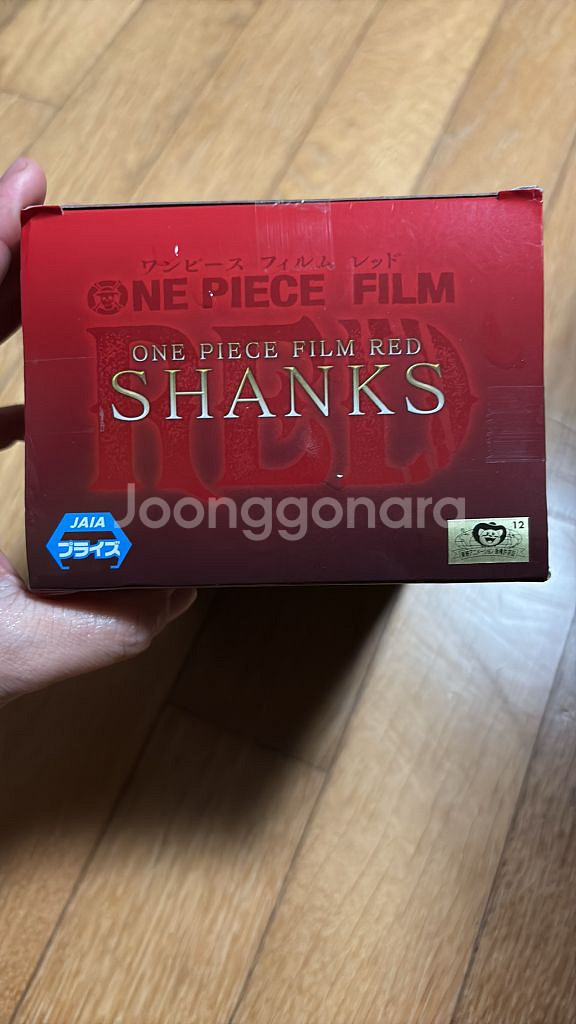 ワンピース フィルム レッド
ONE PIECE FILM
RED
ONE PIECE FILM RED
SHANKS
Joonggonara
JAIA
プライズ
12